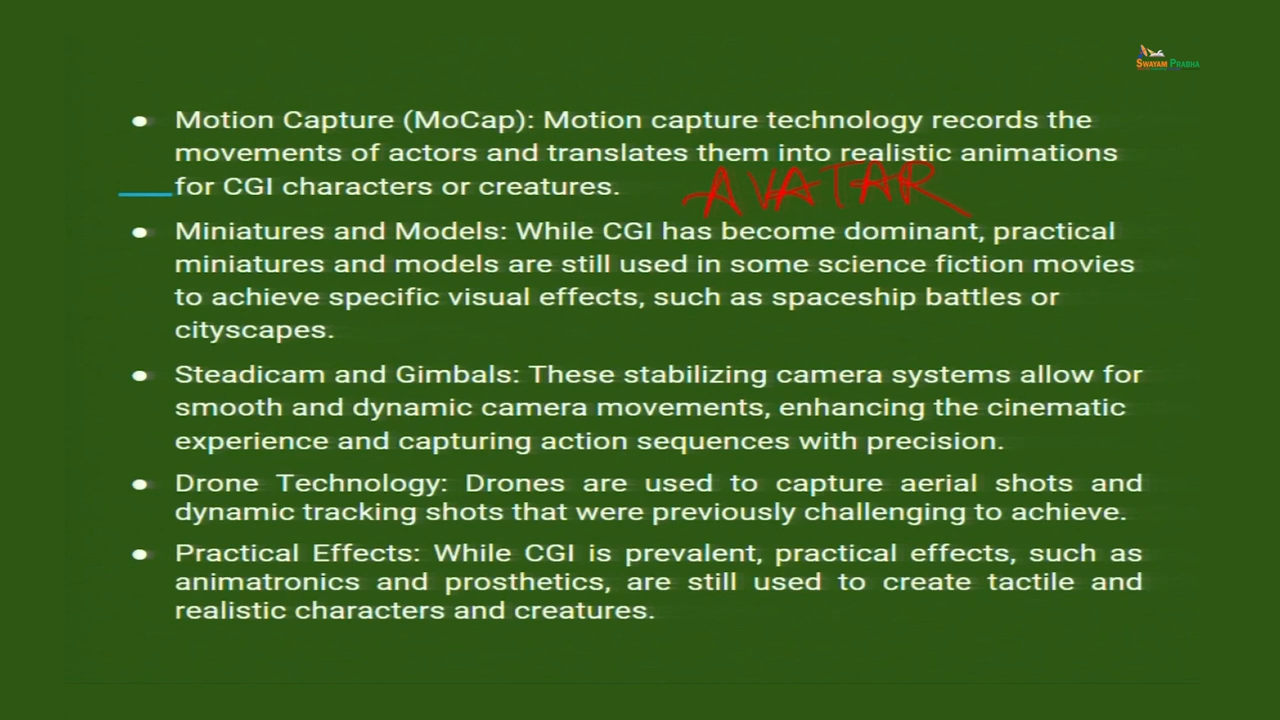 SWAYAM PRABHA
● Motion Capture (MoCap): Motion capture technology records the
movements of actors and translates them into realistic animations
for CGI characters or creatures.
AVATAR
● Miniatures and Models: While CGI has become dominant, practical
miniatures and models are still used in some science fiction movies
to achieve specific visual effects, such as spaceship battles or
cityscapes.
● Steadicam and Gimbals: These stabilizing camera systems allow for
smooth and dynamic camera movements, enhancing the cinematic
experience and capturing action sequences with precision.
● Drone Technology: Drones are used to capture aerial shots and
dynamic tracking shots that were previously challenging to achieve.
● Practical Effects: While CGI is prevalent, practical effects, such as
animatronics and prosthetics, are still used to create tactile and
realistic characters and creatures.